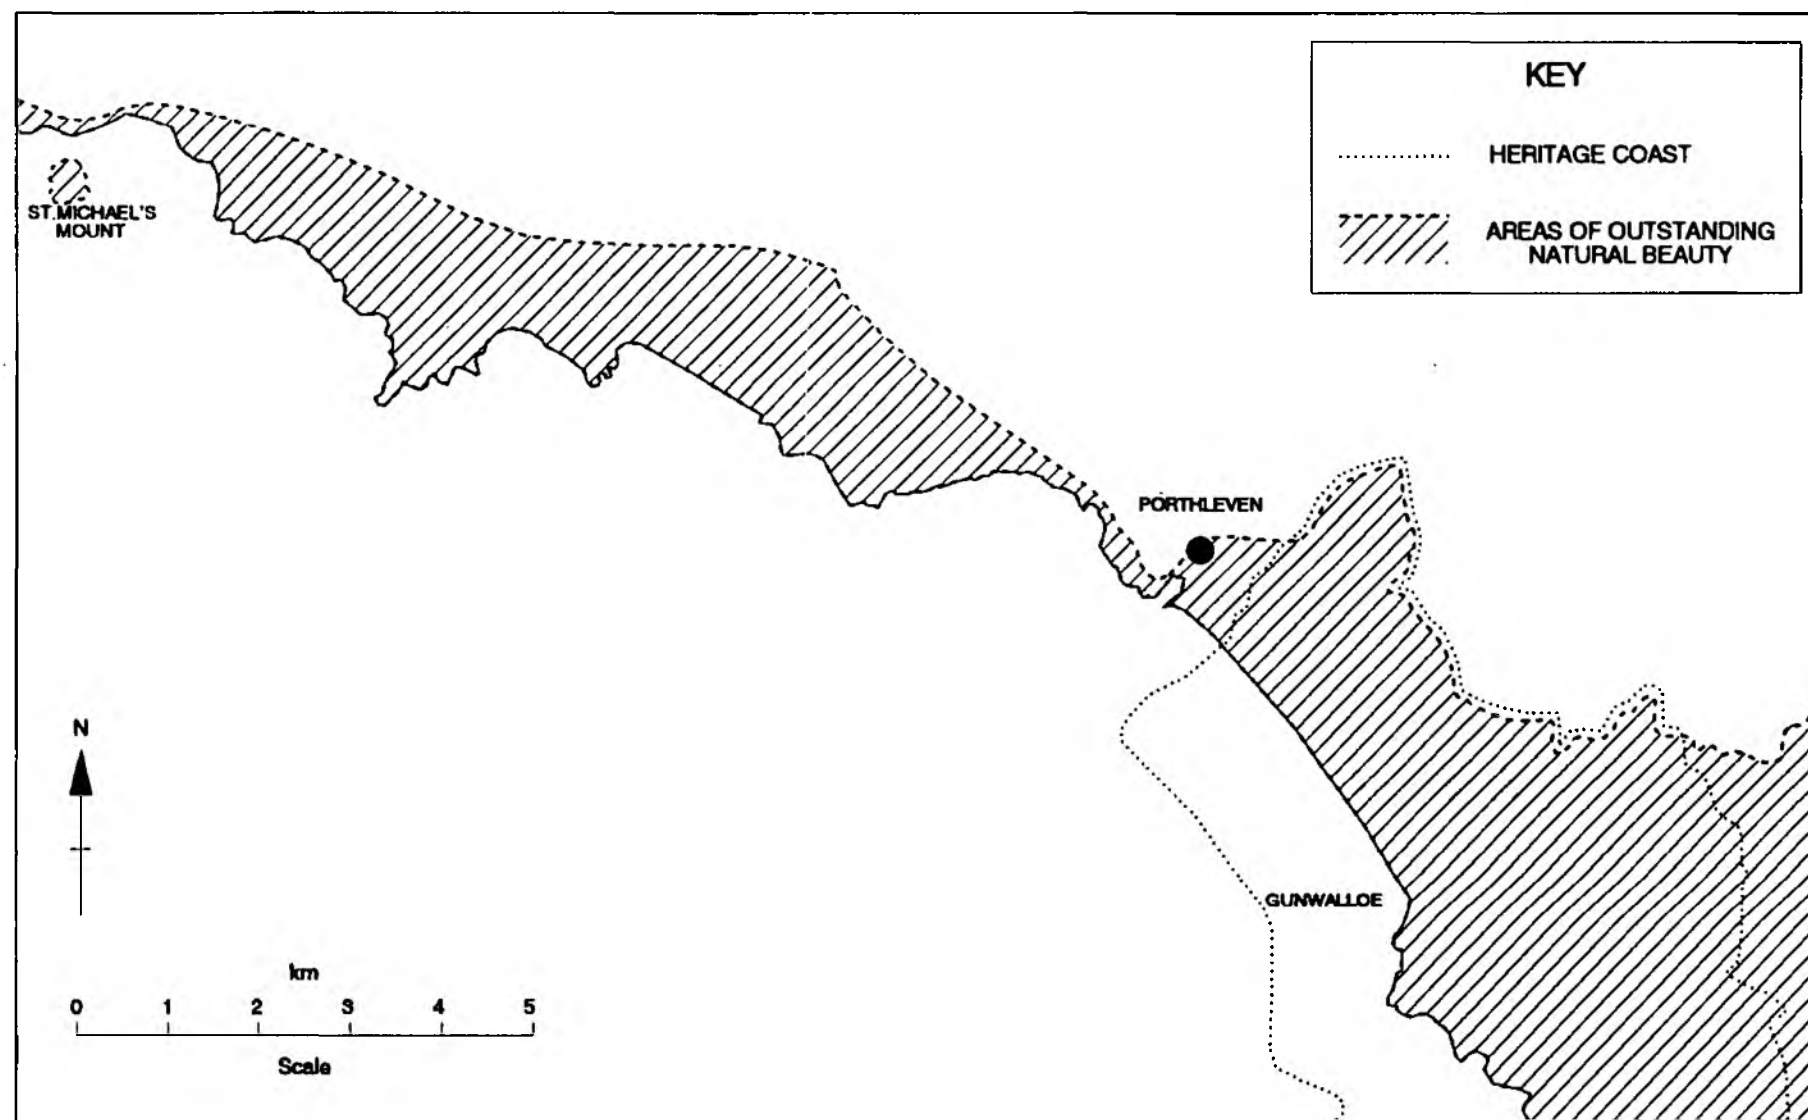 KEY
HERITAGE COAST
AREAS OF OUTSTANDING
NATURAL BEAUTY
ST.MICHAEL'S
MOUNT
PORTHLEVEN
N
GUNWALLOE
km
0 1 2 3 4 5
Scale